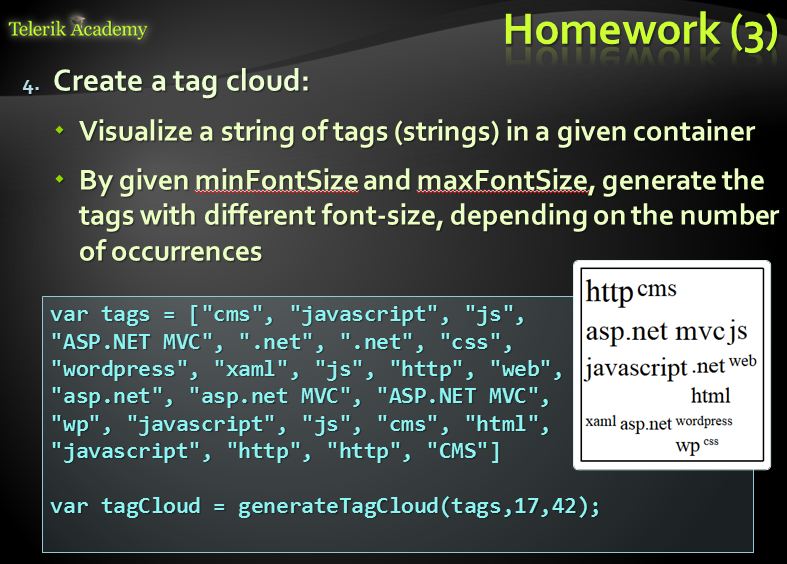 Telerik Academy
Homework (3)
4. Create a tag cloud:
Visualize a string of tags (strings) in a given container
By given minFontSize and maxFontSize, generate the
tags with different font-size, depending on the number
of occurrences
var tags = ["cms", "javascript", "js",
"ASP.NET MVC", ".net", ".net", "css",
"wordpress", "xaml", "js", "http", "web",
"asp.net", "asp.net MVC", "ASP.NET MVC",
"wp", "javascript", "js", "cms", "html",
"javascript", "http", "http", "CMS"]
var tagCloud = generateTagCloud(tags,17,42);
http cms
asp.net mvc js
javascript .net web
html
xaml asp.net wordpress
wp css